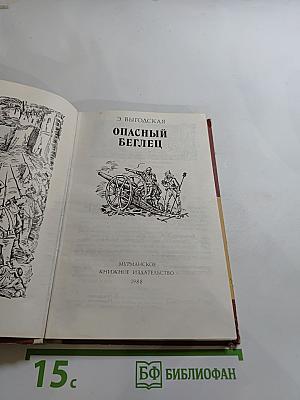 Э. ВЫГОДСКАЯ
ОПАСНЫЙ
БЕГЛЕЦ
МУРМАНСКОЕ
КНИЖНОЕ ИЗДАТЕЛЬСТВО
1988
15с
БФ БИБЛИОФАН